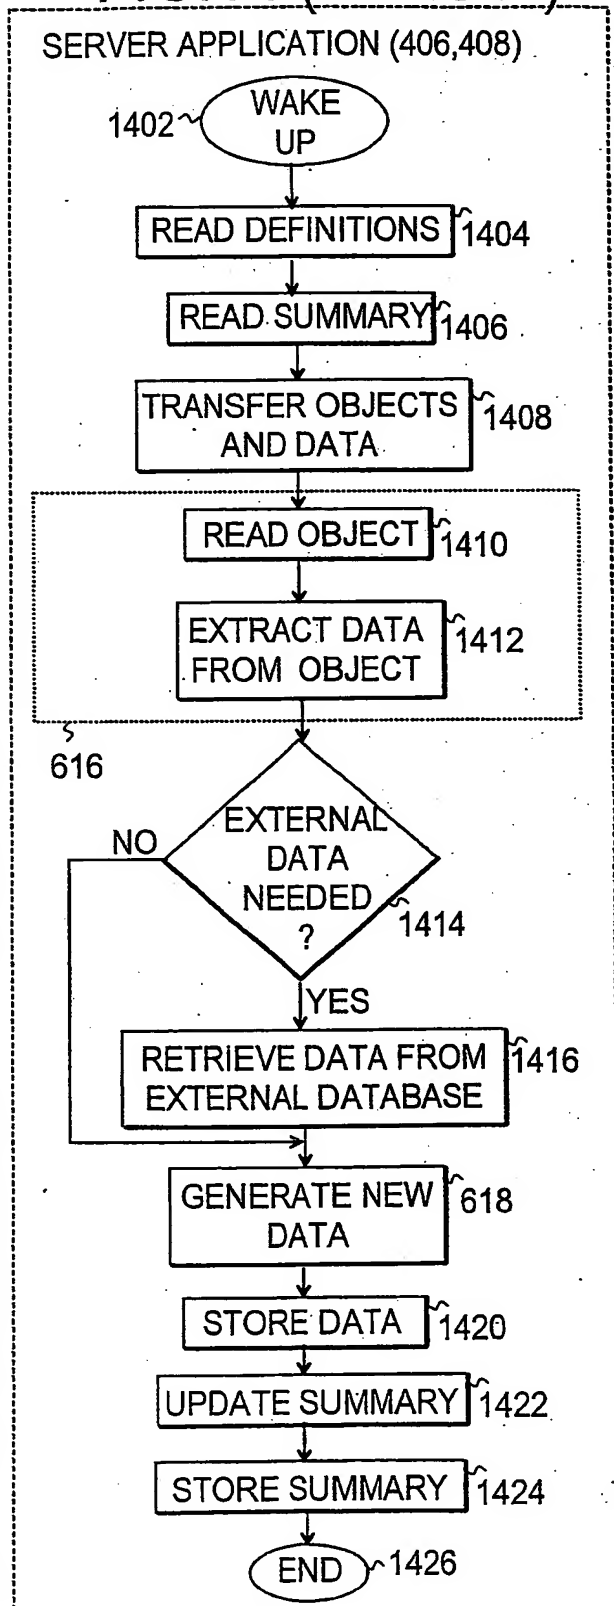 SERVER APPLICATION (406,408)
WAKE
UP
1402
READ DEFINITIONS
1404
READ SUMMARY
1406
TRANSFER OBJECTS
AND DATA
1408
READ OBJECT
1410
EXTRACT DATA
FROM OBJECT
1412
616
NO
EXTERNAL
DATA
NEEDED
?
1414
YES
RETRIEVE DATA FROM
EXTERNAL DATABASE
1416
GENERATE NEW
DATA
618
STORE DATA
1420
UPDATE SUMMARY
1422
STORE SUMMARY
1424
END
1426